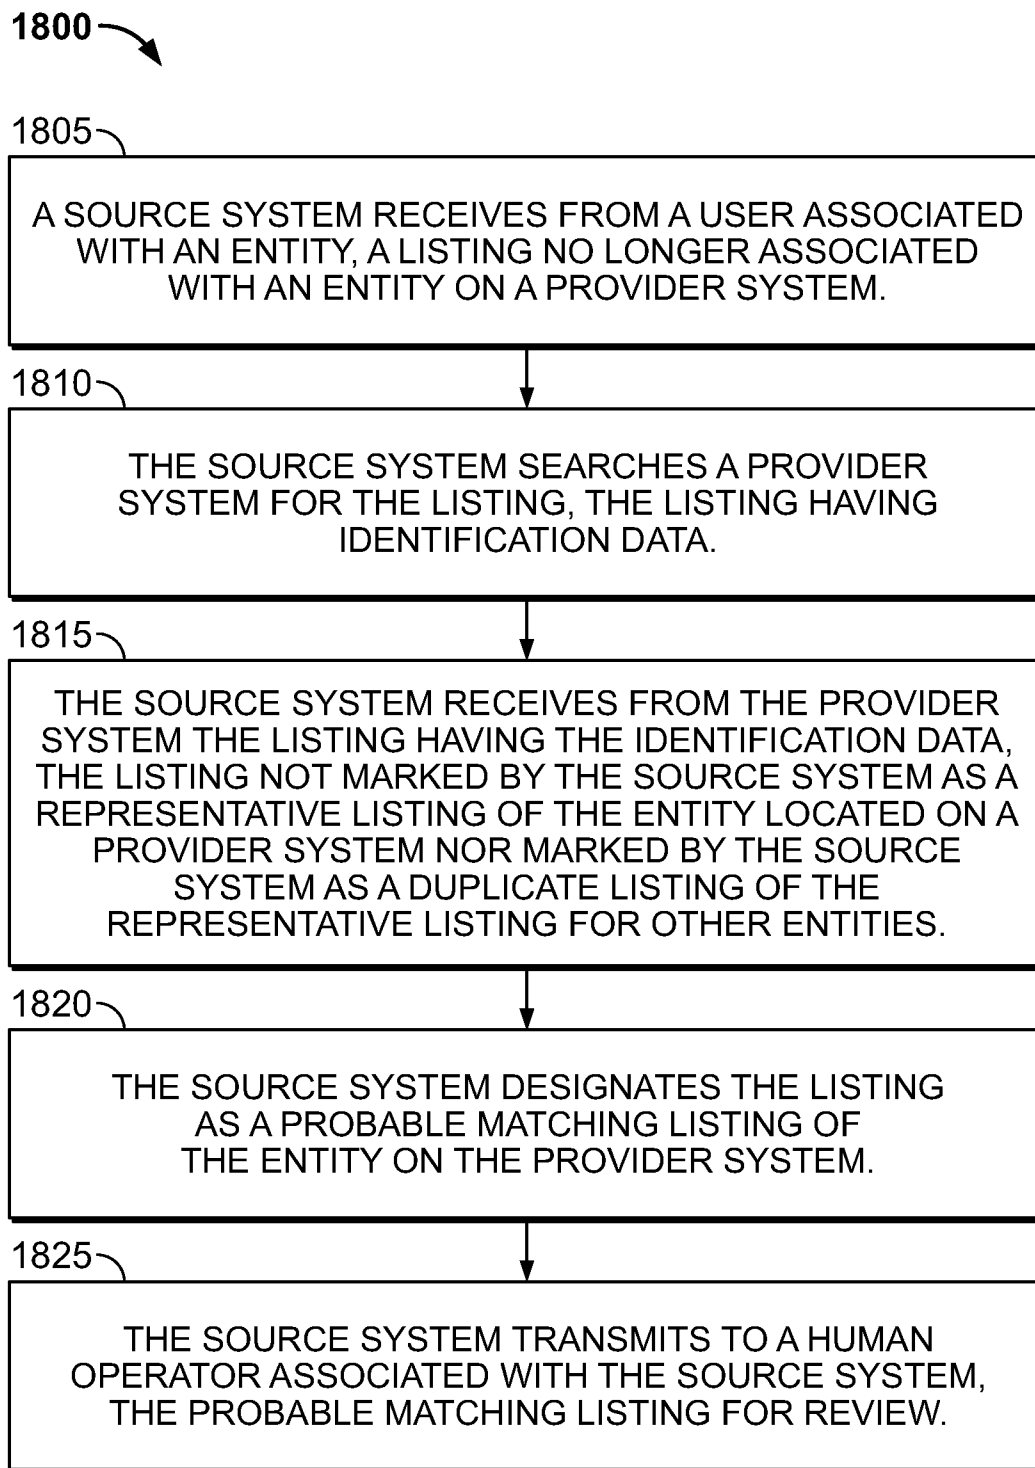 1800
1805
A SOURCE SYSTEM RECEIVES FROM A USER ASSOCIATED
WITH AN ENTITY, A LISTING NO LONGER ASSOCIATED
WITH AN ENTITY ON A PROVIDER SYSTEM.
1810
THE SOURCE SYSTEM SEARCHES A PROVIDER
SYSTEM FOR THE LISTING, THE LISTING HAVING
IDENTIFICATION DATA.
1815
THE SOURCE SYSTEM RECEIVES FROM THE PROVIDER
SYSTEM THE LISTING HAVING THE IDENTIFICATION DATA,
THE LISTING NOT MARKED BY THE SOURCE SYSTEM AS A
REPRESENTATIVE LISTING OF THE ENTITY LOCATED ON A
PROVIDER SYSTEM NOR MARKED BY THE SOURCE
SYSTEM AS A DUPLICATE LISTING OF THE
REPRESENTATIVE LISTING FOR OTHER ENTITIES.
1820
THE SOURCE SYSTEM DESIGNATES THE LISTING
AS A PROBABLE MATCHING LISTING OF
THE ENTITY ON THE PROVIDER SYSTEM.
1825
THE SOURCE SYSTEM TRANSMITS TO A HUMAN
OPERATOR ASSOCIATED WITH THE SOURCE SYSTEM,
THE PROBABLE MATCHING LISTING FOR REVIEW.